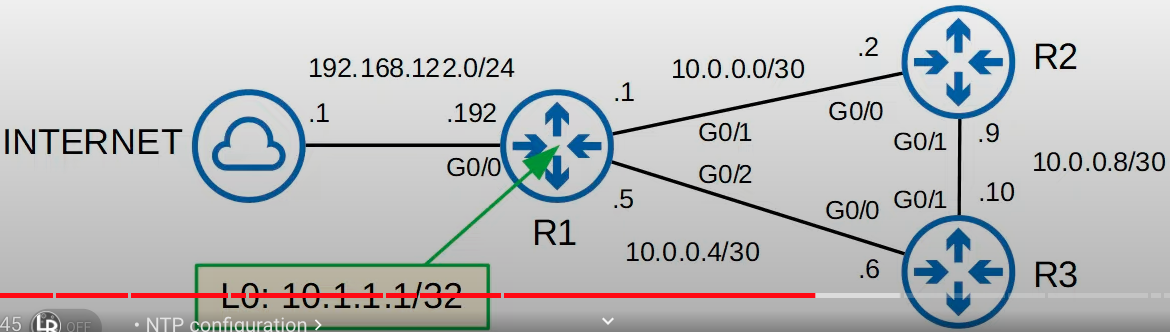 192.168.122.0/24
10.0.0.0/30
.2
R2
INTERNET
.1
.192
G0/0
R1
.1
G0/1
G0/0
G0/1
.9
10.0.0.8/30
G0/2
.5
G0/0
G0/1
.10
10.0.0.4/30
.6
R3
L0: 10.1.1.1/32
45
LR
OFF
• NTP configuration >